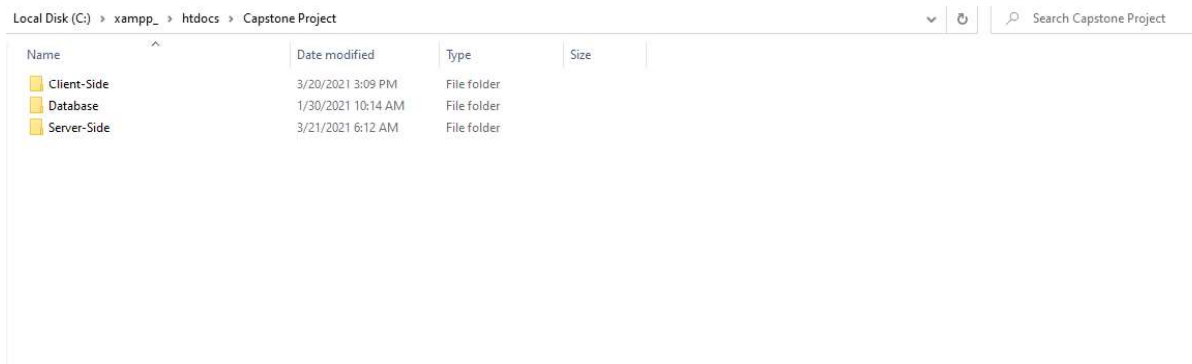 Local Disk (C:) › xampp_ › htdocs › Capstone Project Search Capstone Project
Name Date modified Type Size
Client-Side 3/20/2021 3:09 PM File folder
Database 1/30/2021 10:14 AM File folder
Server-Side 3/21/2021 6:12 AM File folder